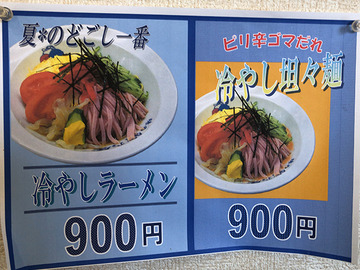 夏*のどごし一番
冷やしラーメン
900円
ピリ辛ゴマだれ
冷やし坦々麺
900円